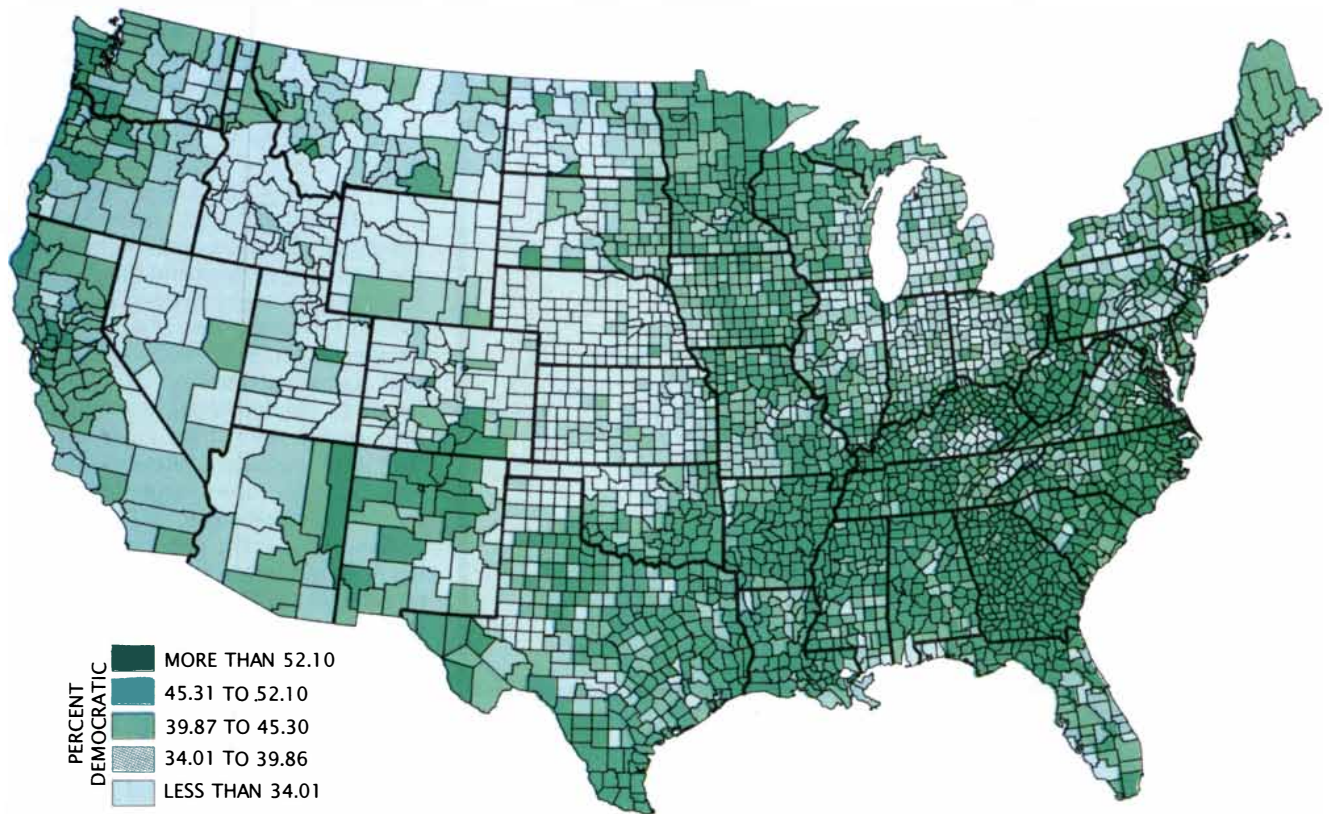 PERCENT
DEMOCRATIC
MORE THAN 52.10
45.31 TO 52.10
39.87 TO 45.30
34.01 TO 39.86
LESS THAN 34.01